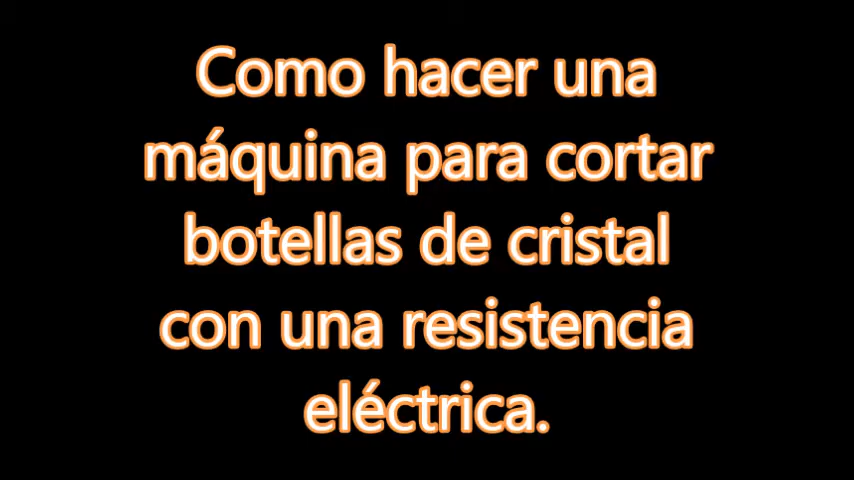 Como hacer una
máquina para cortar
botellas de cristal
con una resistencia
eléctrica.